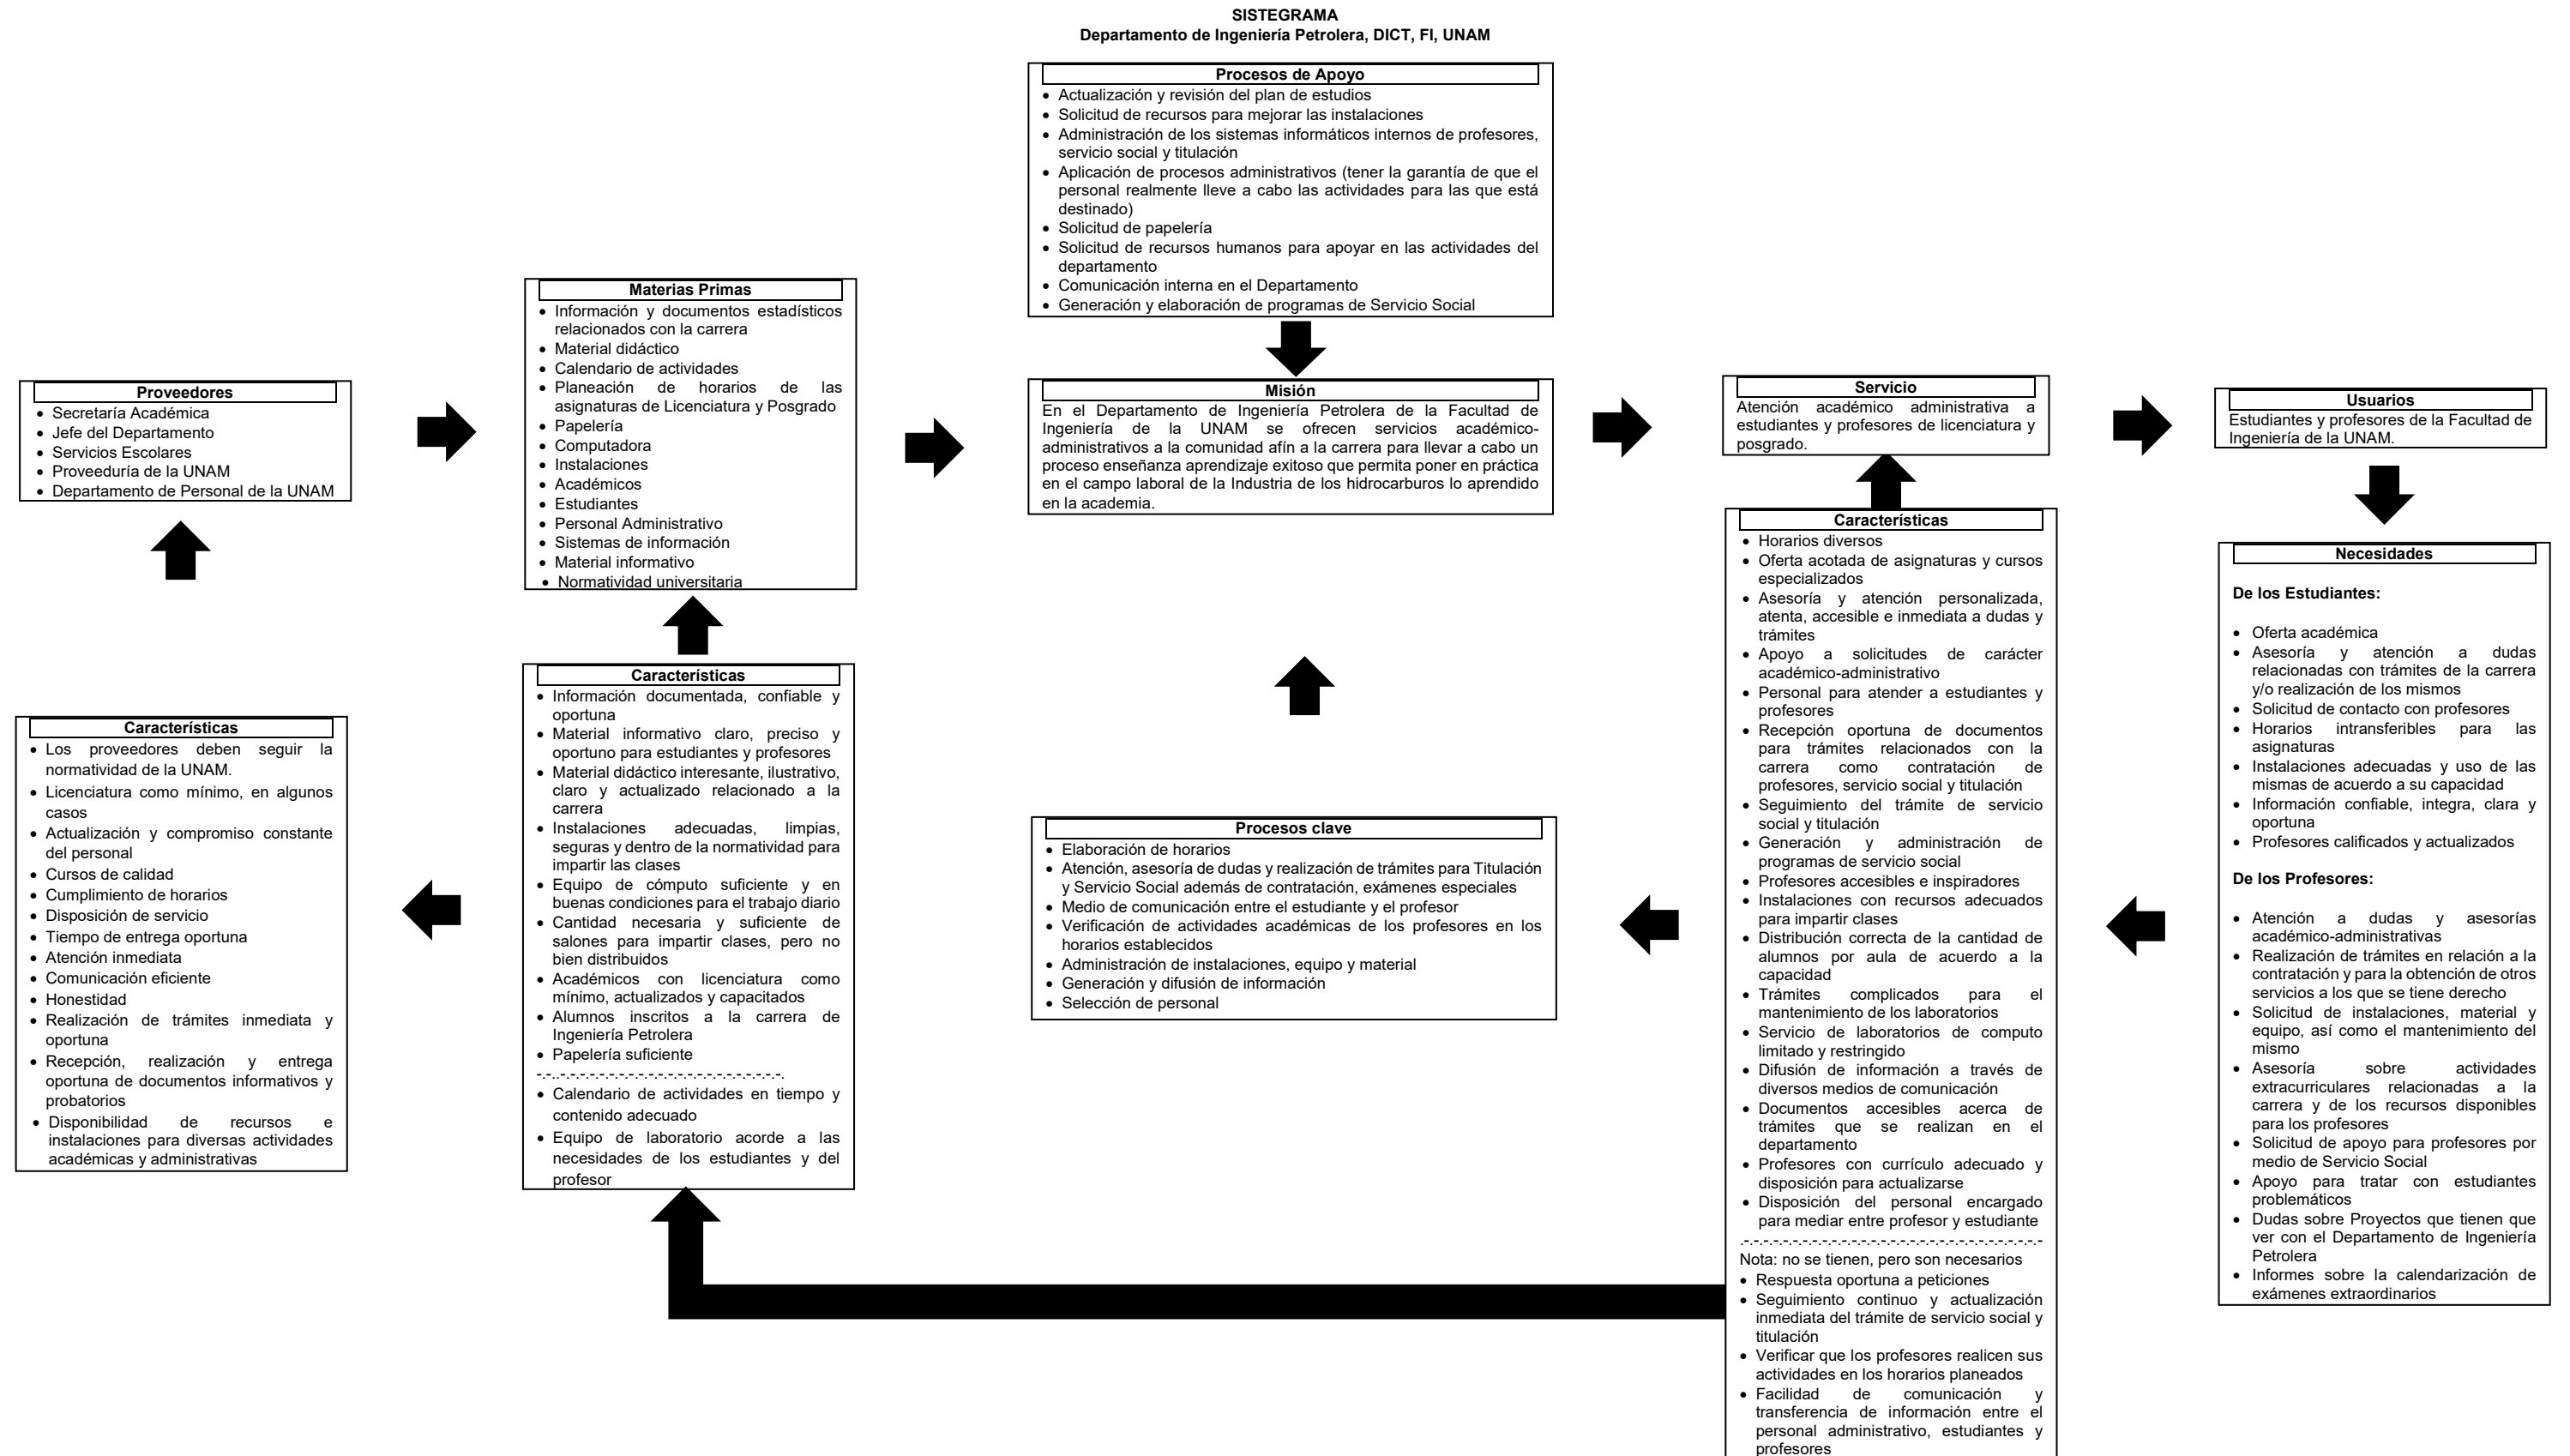 SISTEGRAMA
Departamento de Ingeniería Petrolera, DICT, FI, UNAM
Procesos de Apoyo
• Actualización y revisión del plan de estudios
• Solicitud de recursos para mejorar las instalaciones
• Administración de los sistemas informáticos internos de profesores,
servicio social y titulación
• Aplicación de procesos administrativos (tener la garantía de que el
personal realmente lleve a cabo las actividades para las que está
destinado)
• Solicitud de papelería
• Solicitud de recursos humanos para apoyar en las actividades del
departamento
• Comunicación interna en el Departamento
• Generación y elaboración de programas de Servicio Social
Proveedores
• Secretaría Académica
• Jefe del Departamento
• Servicios Escolares
• Proveeduría de la UNAM
• Departamento de Personal de la UNAM
Materias Primas
• Información y documentos estadísticos
relacionados con la carrera
• Material didáctico
• Calendario de actividades
• Planeación de horarios de las
asignaturas de Licenciatura y Posgrado
• Papelería
• Computadora
• Instalaciones
• Académicos
• Estudiantes
• Personal Administrativo
• Sistemas de información
• Material informativo
• Normatividad universitaria
Misión
En el Departamento de Ingeniería Petrolera de la Facultad de
Ingeniería de la UNAM se ofrecen servicios académico-
administrativos a la comunidad afín a la carrera para llevar a cabo un
proceso enseñanza aprendizaje exitoso que permita poner en práctica
en el campo laboral de la Industria de los hidrocarburos lo aprendido
en la academia.
Servicio
Atención académico administrativa a
estudiantes y profesores de licenciatura y
posgrado.
Usuarios
Estudiantes y profesores de la Facultad de
Ingeniería de la UNAM.
Características
• Los proveedores deben seguir la
normatividad de la UNAM.
• Licenciatura como mínimo, en algunos
casos
• Actualización y compromiso constante
del personal
• Cursos de calidad
• Cumplimiento de horarios
• Disposición de servicio
• Tiempo de entrega oportuna
• Atención inmediata
• Comunicación eficiente
• Honestidad
• Realización de trámites inmediata y
oportuna
• Recepción, realización y entrega
oportuna de documentos informativos y
probatorios
• Disponibilidad de recursos e
instalaciones para diversas actividades
académicas y administrativas
Características
• Información documentada, confiable y
oportuna
• Material informativo claro, preciso y
oportuno para estudiantes y profesores
• Material didáctico interesante, ilustrativo,
claro y actualizado relacionado a la
carrera
• Instalaciones adecuadas, limpias,
seguras y dentro de la normatividad para
impartir las clases
• Equipo de cómputo suficiente y en
buenas condiciones para el trabajo diario
• Cantidad necesaria y suficiente de
salones para impartir clases, pero no
bien distribuidos
• Académicos con licenciatura como
mínimo, actualizados y capacitados
• Alumnos inscritos a la carrera de
Ingeniería Petrolera
• Papelería suficiente
-.-..-.-.-.-.-.-.-.-.-.-.-.-.-.-.-.-.-.-.-.-.-.-.
• Calendario de actividades en tiempo y
contenido adecuado
• Equipo de laboratorio acorde a las
necesidades de los estudiantes y del
profesor
Procesos clave
• Elaboración de horarios
• Atención, asesoría de dudas y realización de trámites para Titulación
y Servicio Social además de contratación, exámenes especiales
• Medio de comunicación entre el estudiante y el profesor
• Verificación de actividades académicas de los profesores en los
horarios establecidos
• Administración de instalaciones, equipo y material
• Generación y difusión de información
• Selección de personal
Características
• Horarios diversos
• Oferta acotada de asignaturas y cursos
especializados
• Asesoría y atención personalizada,
atenta, accesible e inmediata a dudas y
trámites
• Apoyo a solicitudes de carácter
académico-administrativo
• Personal para atender a estudiantes y
profesores
• Recepción oportuna de documentos
para trámites relacionados con la
carrera como contratación de
profesores, servicio social y titulación
• Seguimiento del trámite de servicio
social y titulación
• Generación y administración de
programas de servicio social
• Profesores accesibles e inspiradores
• Instalaciones con recursos adecuados
para impartir clases
• Distribución correcta de la cantidad de
alumnos por aula de acuerdo a la
capacidad
• Trámites complicados para el
mantenimiento de los laboratorios
• Servicio de laboratorios de computo
limitado y restringido
• Difusión de información a través de
diversos medios de comunicación
• Documentos accesibles acerca de
trámites que se realizan en el
departamento
• Profesores con currículo adecuado y
disposición para actualizarse
• Disposición del personal encargado
para mediar entre profesor y estudiante
.-.-.-.-.-.-.-.-.-.-.-.-.-.-.-.-.-.-.-.-.-.-.-.-.-.-.-
Nota: no se tienen, pero son necesarios
• Respuesta oportuna a peticiones
• Seguimiento continuo y actualización
inmediata del trámite de servicio social y
titulación
• Verificar que los profesores realicen sus
actividades en los horarios planeados
• Facilidad de comunicación y
transferencia de información entre el
personal administrativo, estudiantes y
profesores
Necesidades
De los Estudiantes:
• Oferta académica
• Asesoría y atención a dudas
relacionadas con trámites de la carrera
y/o realización de los mismos
• Solicitud de contacto con profesores
• Horarios intransferibles para las
asignaturas
• Instalaciones adecuadas y uso de las
mismas de acuerdo a su capacidad
• Información confiable, integra, clara y
oportuna
• Profesores calificados y actualizados
De los Profesores:
• Atención a dudas y asesorías
académico-administrativas
• Realización de trámites en relación a la
contratación y para la obtención de otros
servicios a los que se tiene derecho
• Solicitud de instalaciones, material y
equipo, así como el mantenimiento del
mismo
• Asesoría sobre actividades
extracurriculares relacionadas a la
carrera y de los recursos disponibles
para los profesores
• Solicitud de apoyo para profesores por
medio de Servicio Social
• Apoyo para tratar con estudiantes
problemáticos
• Dudas sobre Proyectos que tienen que
ver con el Departamento de Ingeniería
Petrolera
• Informes sobre la calendarización de
exámenes extraordinarios